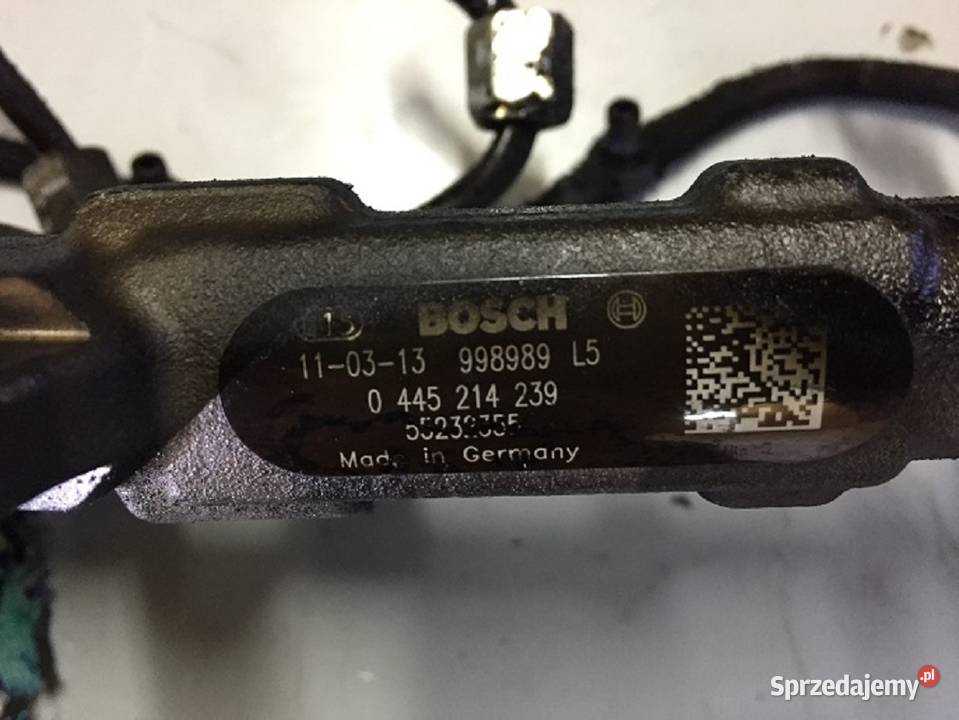 BOSCH
11-03-13 998989 L5
0 445 214 239
Made in Germany
Sprzedajemy.pl